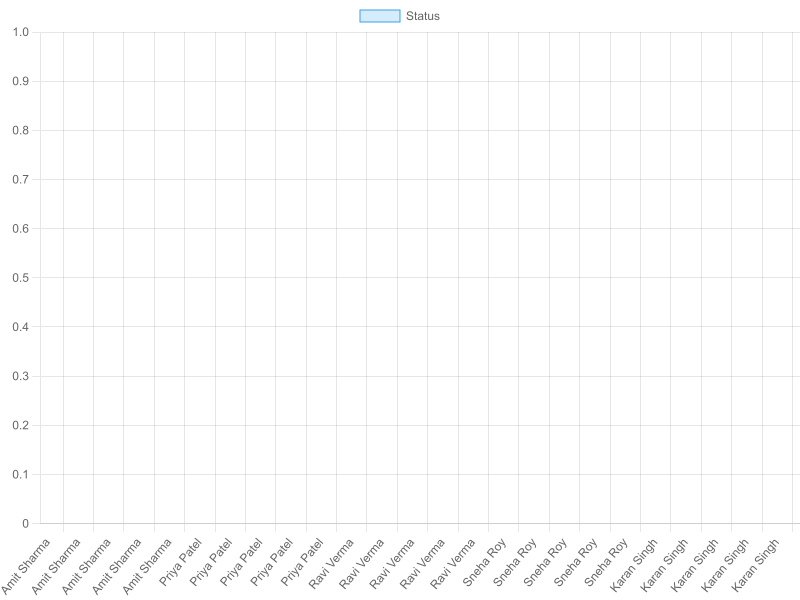 Status
1.0
0.9
0.8
0.7
0.6
0.5
0.4
0.3
0.2
0.1
0
Amit Sharma
Amit Sharma
Amit Sharma
Amit Sharma
Amit Sharma
Priya Patel
Priya Patel
Priya Patel
Priya Patel
Priya Patel
Ravi Verma
Ravi Verma
Ravi Verma
Ravi Verma
Ravi Verma
Sneha Roy
Sneha Roy
Sneha Roy
Sneha Roy
Sneha Roy
Karan Singh
Karan Singh
Karan Singh
Karan Singh
Karan Singh